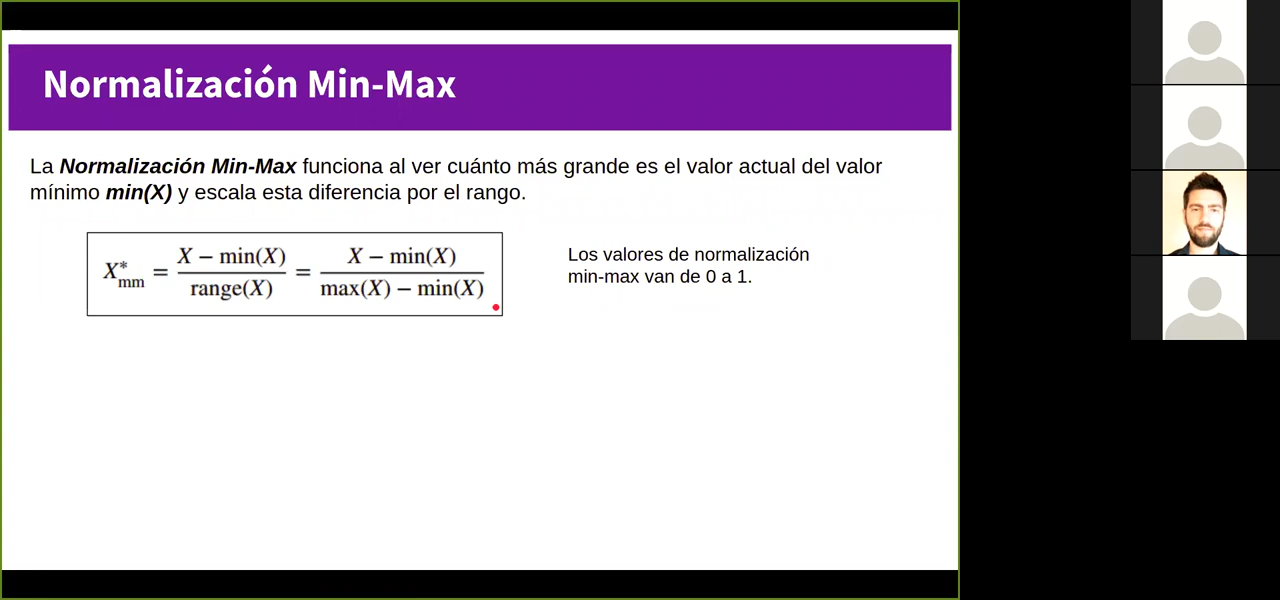 Normalización Min-Max
La Normalización Min-Max funciona al ver cuánto más grande es el valor actual del valor
mínimo min(X) y escala esta diferencia por el rango.
X*mm = (X − min(X)) / range(X) = (X − min(X)) / (max(X) − min(X))
Los valores de normalización
min-max van de 0 a 1.